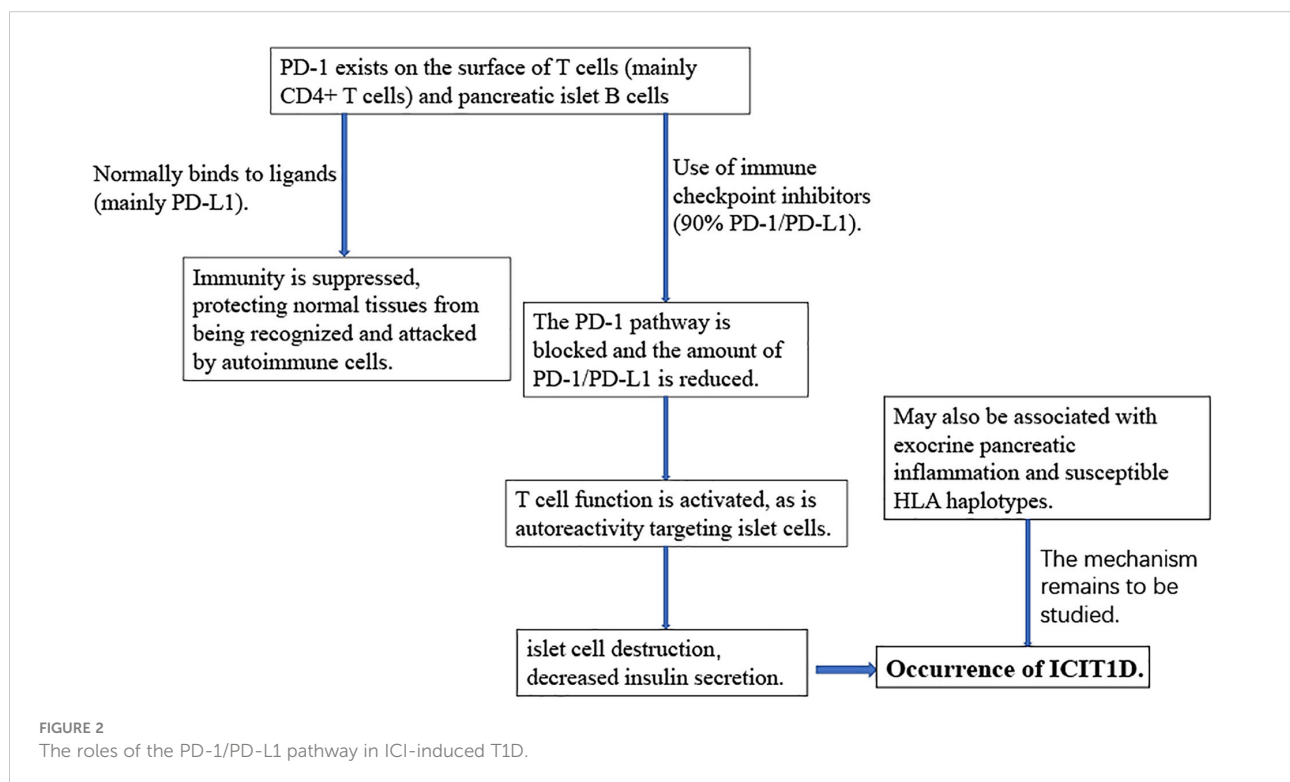 PD-1 exists on the surface of T cells (mainly
CD4+ T cells) and pancreatic islet B cells
Normally binds to ligands
(mainly PD-L1).
Use of immune
checkpoint inhibitors
(90% PD-1/PD-L1).
Immunity is suppressed,
protecting normal tissues from
being recognized and attacked
by autoimmune cells.
The PD-1 pathway is
blocked and the amount of
PD-1/PD-L1 is reduced.
May also be associated with
exocrine pancreatic
inflammation and susceptible
HLA haplotypes.
T cell function is activated, as is
autoreactivity targeting islet cells.
The mechanism
remains to be
studied.
islet cell destruction,
decreased insulin secretion.
Occurrence of ICIT1D.
FIGURE 2
The roles of the PD-1/PD-L1 pathway in ICI-induced T1D.